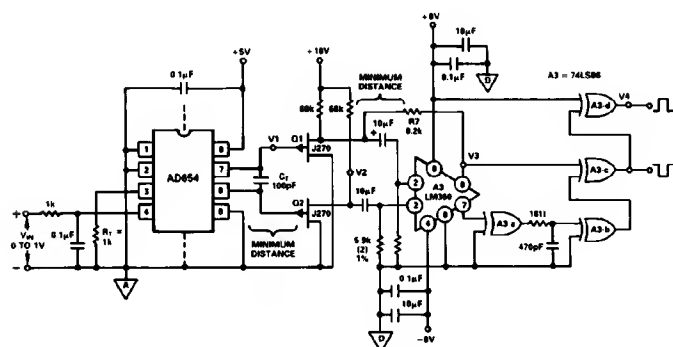 +8V
10µF
0.1µF
D
A3 = 74LS86
+5V
+18V
0 1µF
MINIMUM
DISTANCE
68k
68k
10µF
+
R7
8.2k
A3-d
V4
1
2
3
4
AD654
8
7
6
5
V1
Q1
J270
CT
100pF
V2
Q2
J270
MINIMUM
DISTANCE
10µF
2
A3
LM360
7
4
V3
A3-c
1k
+
VIN
0 TO 1V
−
0.1µF
RT =
1k
A
A3-a
470pF
A3-b
(2)
1%
0 1µF
10µF
D
−8V